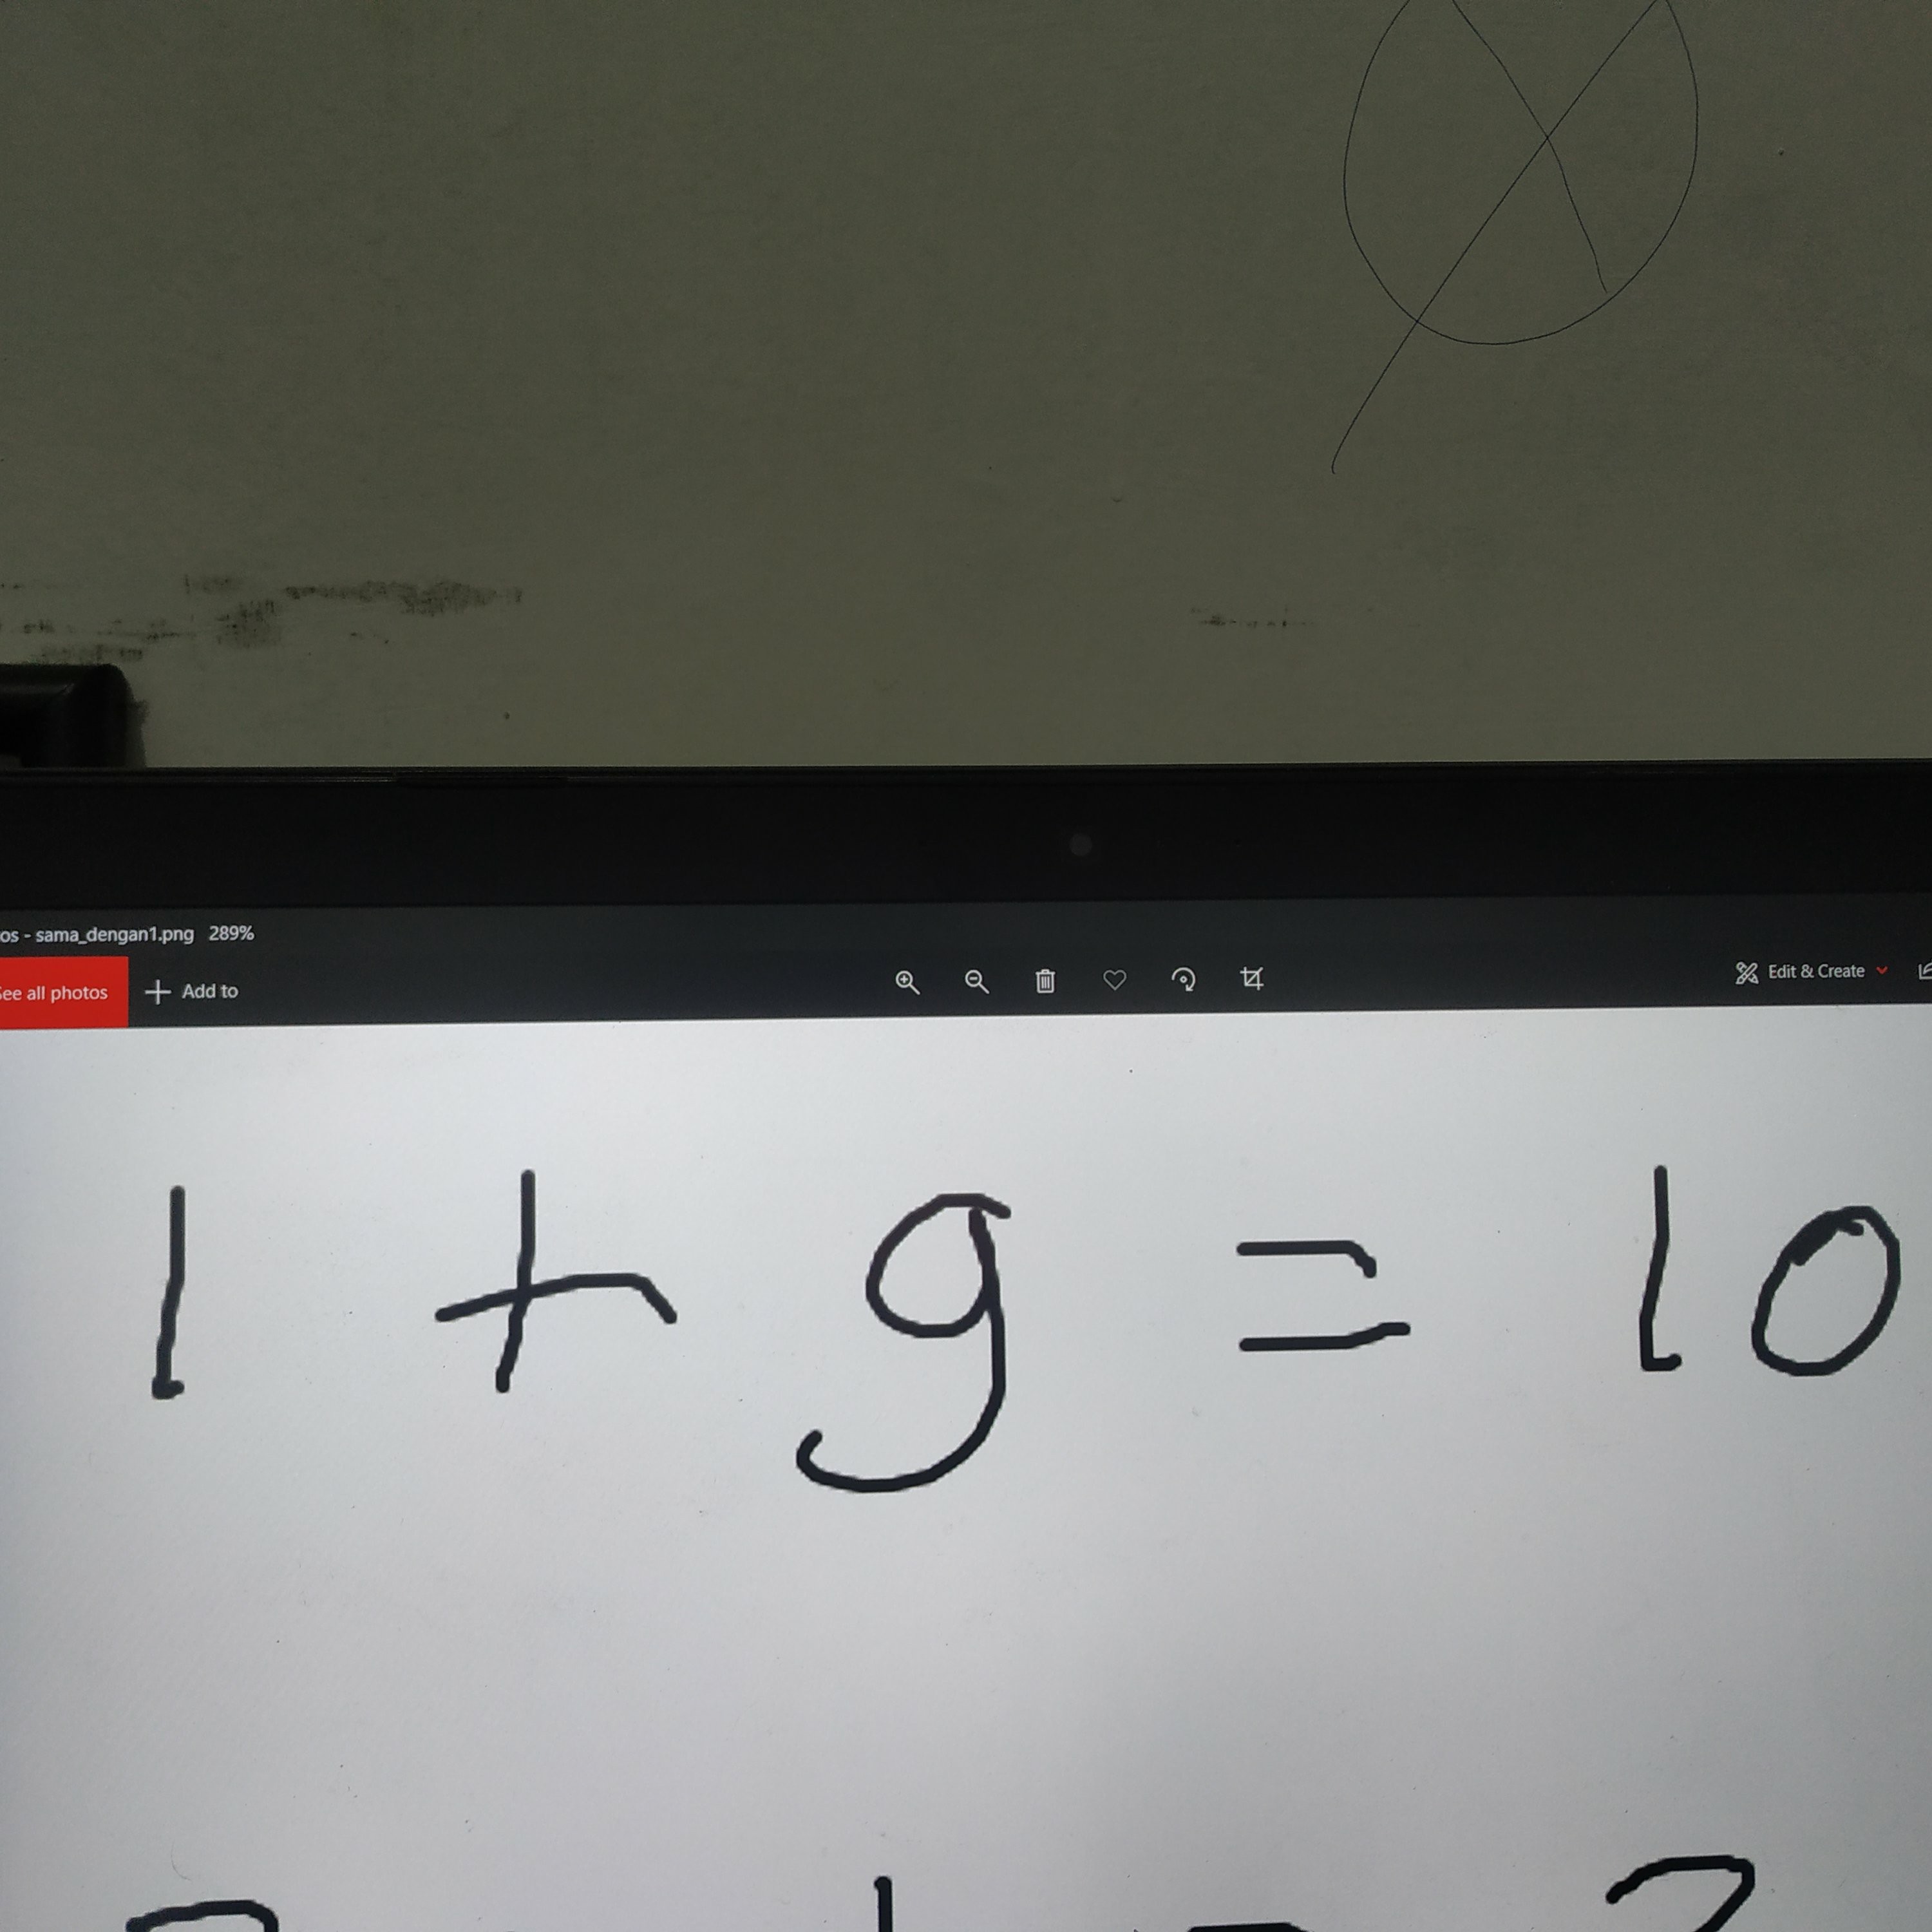 os - sama_dengan1.png 289%
See all photos Add to Edit & Create
1 + 9 = 10